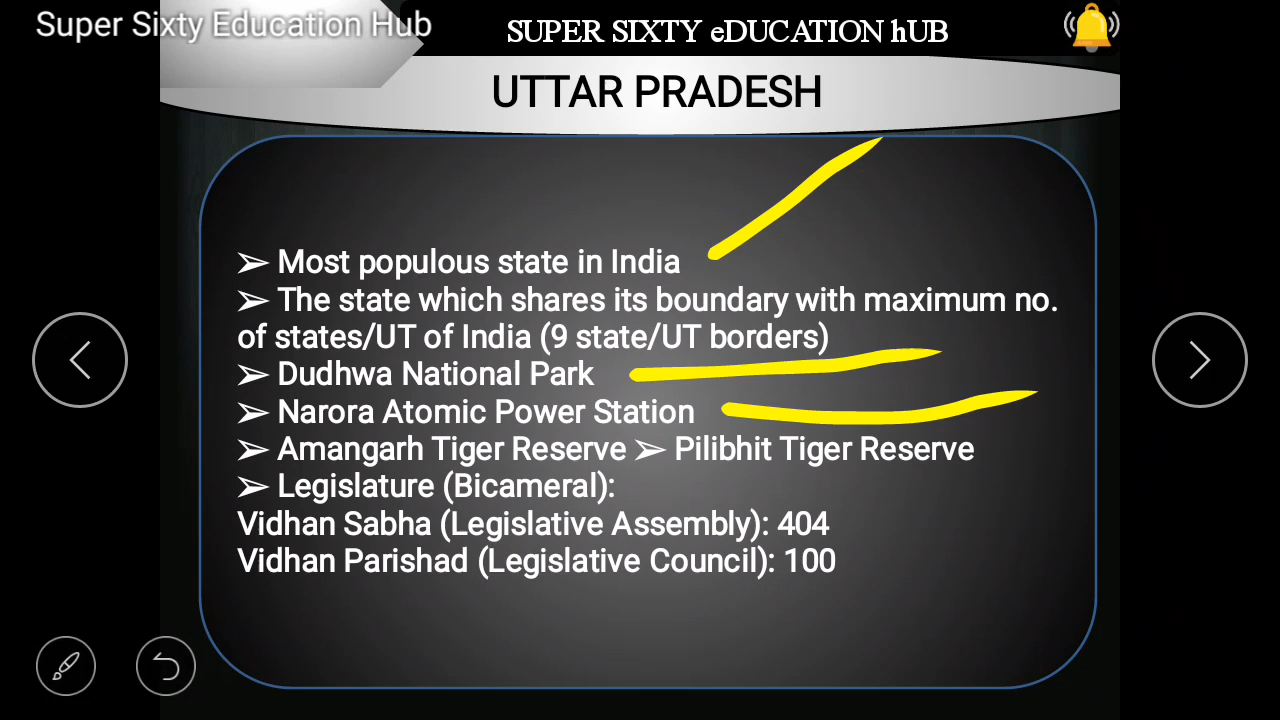 Super Sixty Education Hub
SUPER SIXTY eDUCATION hUB
UTTAR PRADESH
➢ Most populous state in India
➢ The state which shares its boundary with maximum no.
of states/UT of India (9 state/UT borders)
➢ Dudhwa National Park
➢ Narora Atomic Power Station
➢ Amangarh Tiger Reserve ➢ Pilibhit Tiger Reserve
➢ Legislature (Bicameral):
Vidhan Sabha (Legislative Assembly): 404
Vidhan Parishad (Legislative Council): 100